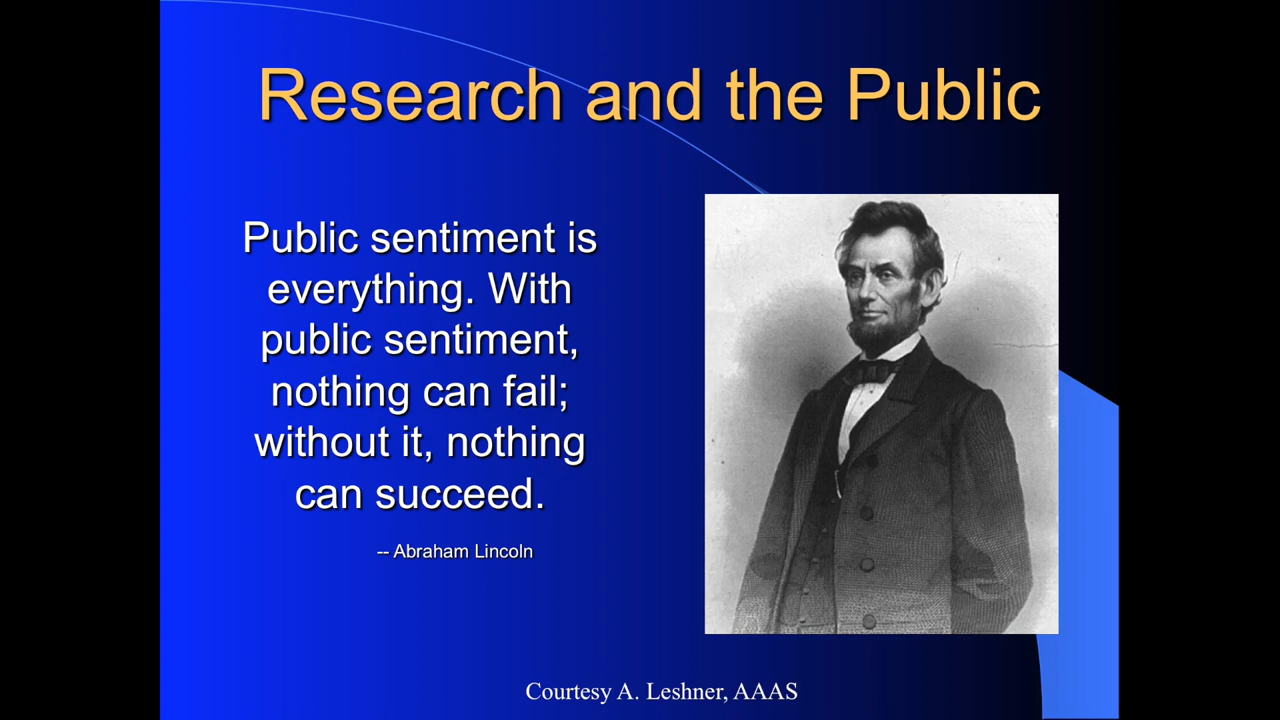 Research and the Public
Public sentiment is
everything. With
public sentiment,
nothing can fail;
without it, nothing
can succeed.
-- Abraham Lincoln
Courtesy A. Leshner, AAAS